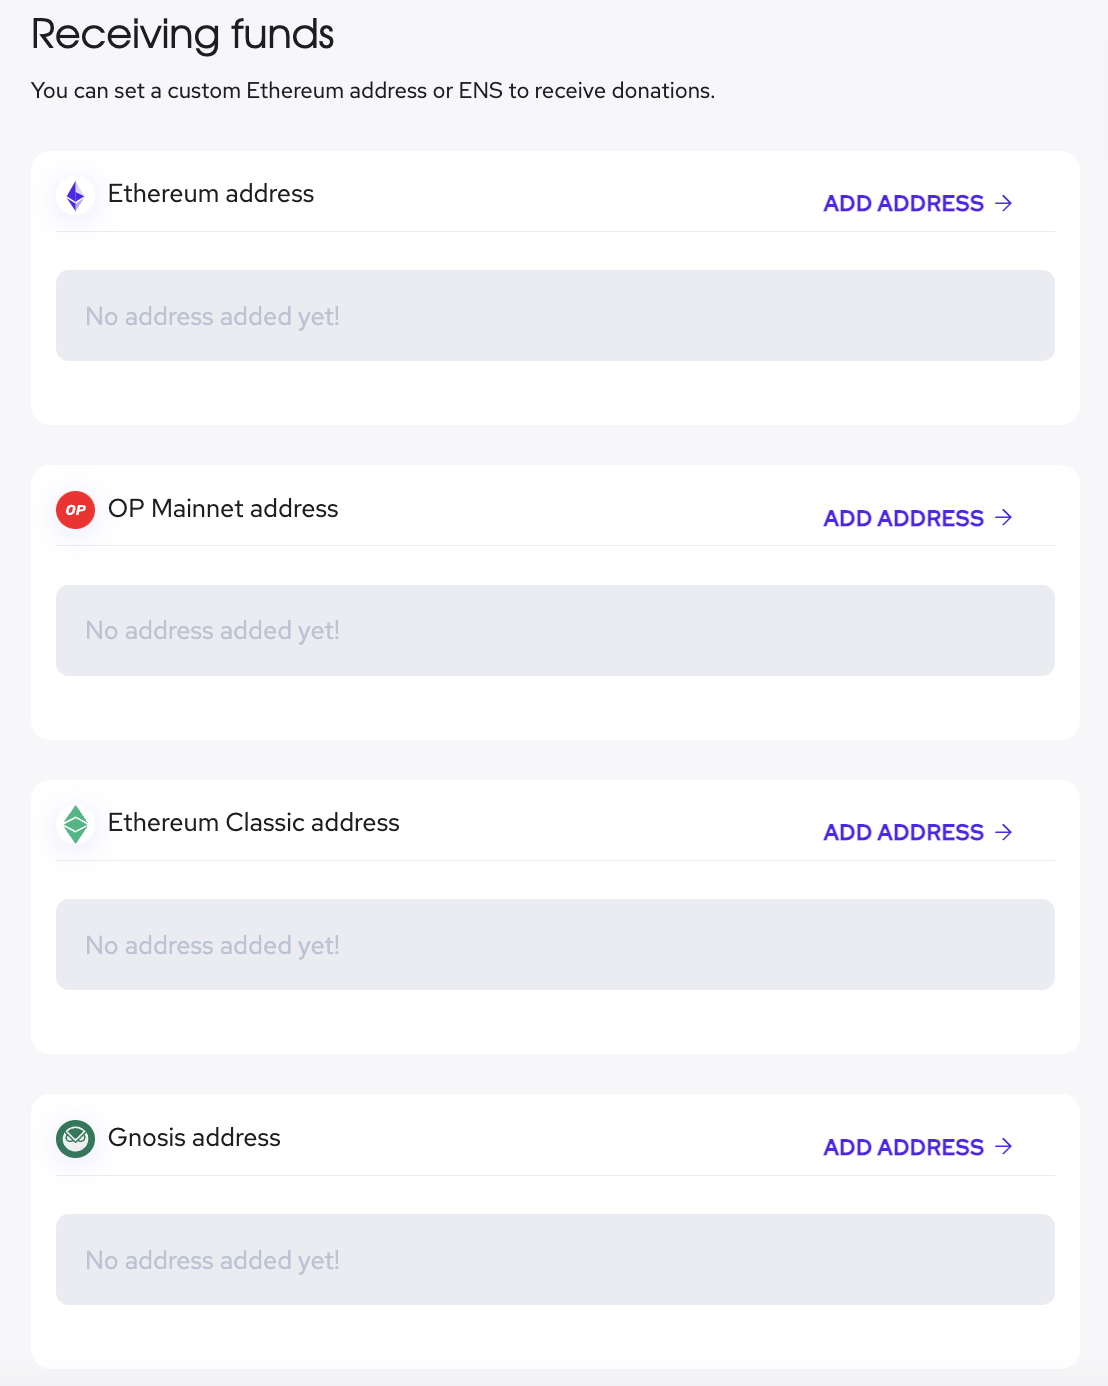 Receiving funds
You can set a custom Ethereum address or ENS to receive donations.
Ethereum address
ADD ADDRESS →
No address added yet!
OP
OP Mainnet address
ADD ADDRESS →
No address added yet!
Ethereum Classic address
ADD ADDRESS →
No address added yet!
Gnosis address
ADD ADDRESS →
No address added yet!